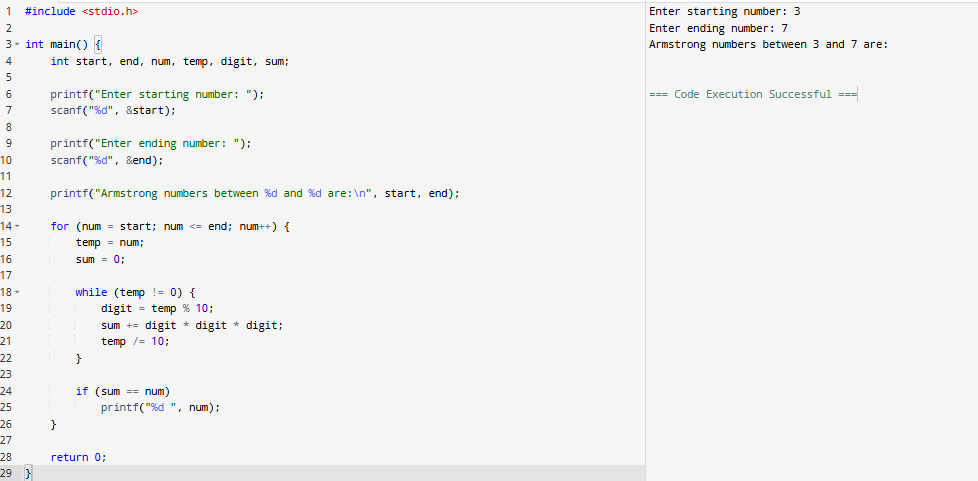 1 #include <stdio.h>
2
3 int main() {
4     int start, end, num, temp, digit, sum;
5
6     printf("Enter starting number: ");
7     scanf("%d", &start);
8
9     printf("Enter ending number: ");
10     scanf("%d", &end);
11
12     printf("Armstrong numbers between %d and %d are:\n", start, end);
13
14     for (num = start; num <= end; num++) {
15         temp = num;
16         sum = 0;
17
18         while (temp != 0) {
19             digit = temp % 10;
20             sum += digit * digit * digit;
21             temp /= 10;
22         }
23
24         if (sum == num)
25             printf("%d ", num);
26     }
27
28     return 0;
29 }
Enter starting number: 3
Enter ending number: 7
Armstrong numbers between 3 and 7 are:
=== Code Execution Successful ===